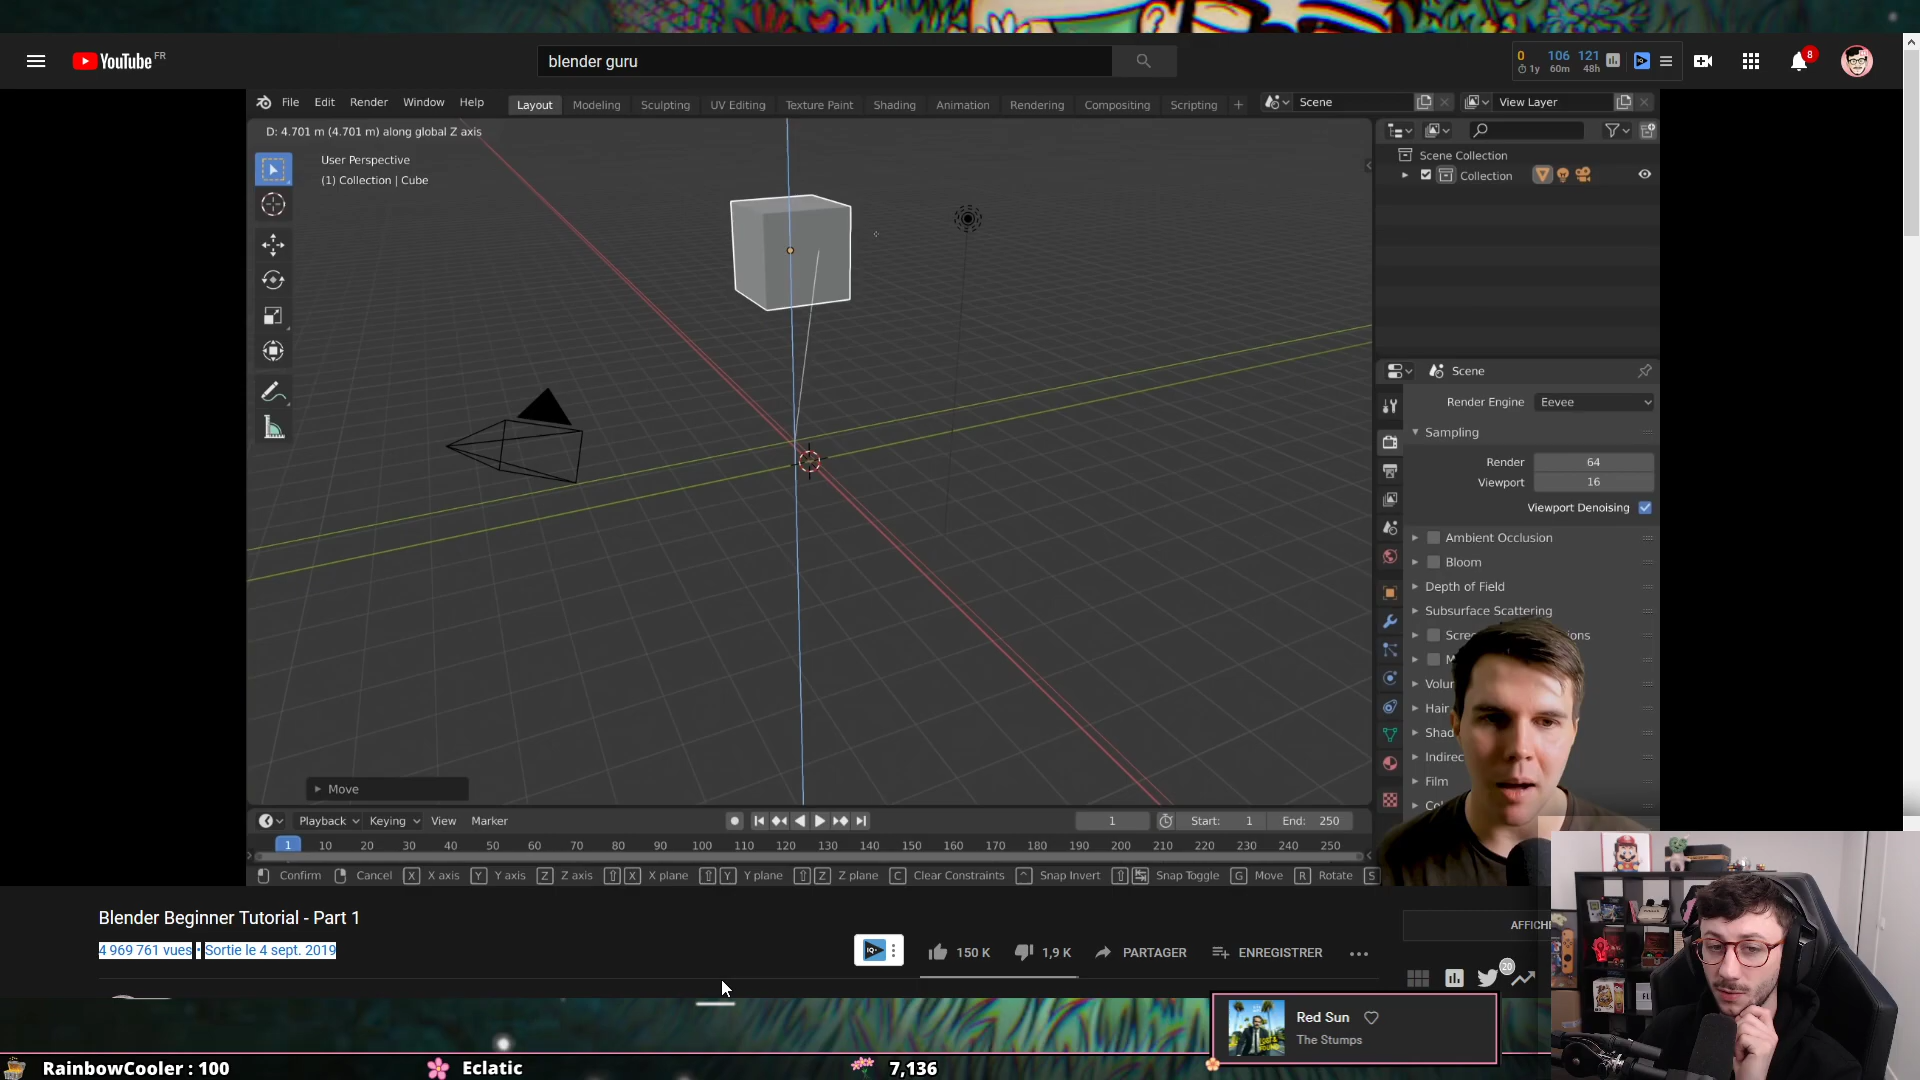 YouTube FR
blender guru
0 106 121
1y 60m 48h
8
File Edit Render Window Help
Layout Modeling Sculpting UV Editing Texture Paint Shading Animation Rendering Compositing Scripting +
Scene
View Layer
D: 4.701 m (4.701 m) along global Z axis
User Perspective
(1) Collection | Cube
Scene Collection
Collection
Scene
Render Engine Eevee
Sampling
Render 64
Viewport 16
Viewport Denoising
Ambient Occlusion
Bloom
Depth of Field
Subsurface Scattering
Hair
Film
Move
Playback Keying View Marker
1 Start: 1 End: 250
1 10 20 30 40 50 60 70 80 90 100 110 120 130 140 150 160 170 180 190 200 210 220 230 240 250
Confirm Cancel X X axis Y Y axis Z Z axis X X plane Y Y plane Z Z plane C Clear Constraints ^ Snap Invert Snap Toggle G Move R Rotate S
Blender Beginner Tutorial - Part 1
4 969 761 vues • Sortie le 4 sept. 2019
150 K 1,9 K PARTAGER ENREGISTRER
20
Red Sun
The Stumps
RainbowCooler : 100
Eclatic
7,136